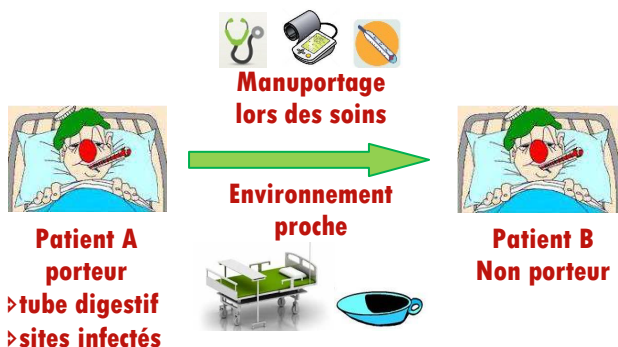 Manuportage
lors des soins
Environnement
proche
Patient A
porteur
▹tube digestif
▹sites infectés
Patient B
Non porteur